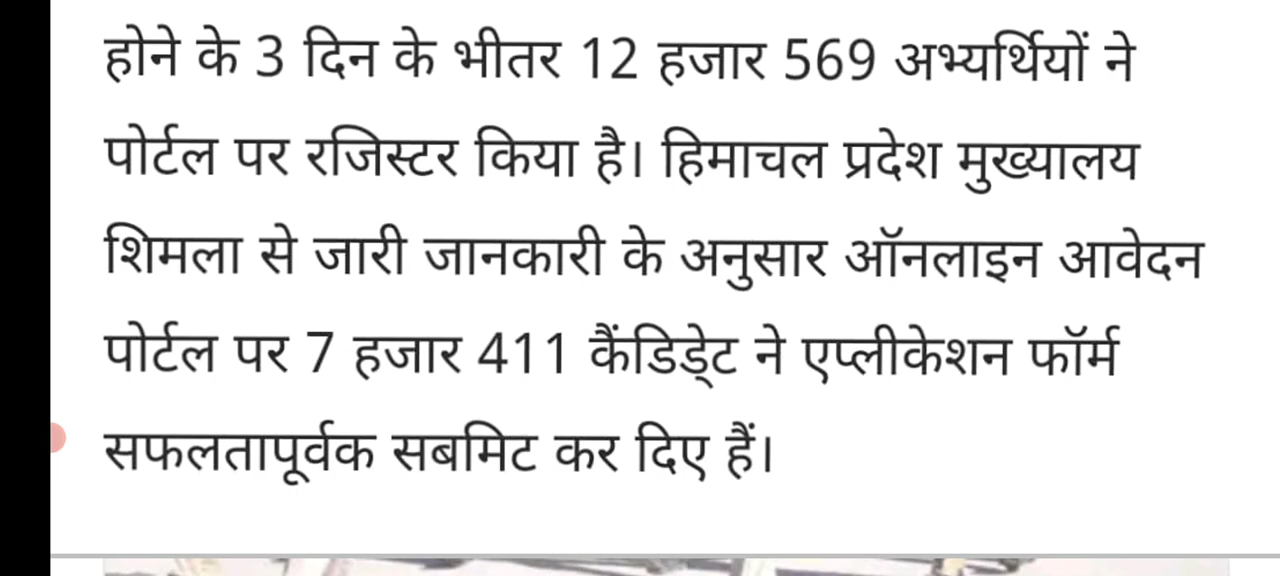 होने के 3 दिन के भीतर 12 हजार 569 अभ्यर्थियों ने
पोर्टल पर रजिस्टर किया है। हिमाचल प्रदेश मुख्यालय
शिमला से जारी जानकारी के अनुसार ऑनलाइन आवेदन
पोर्टल पर 7 हजार 411 कैंडिडे्ट ने एप्लीकेशन फॉर्म
सफलतापूर्वक सबमिट कर दिए हैं।